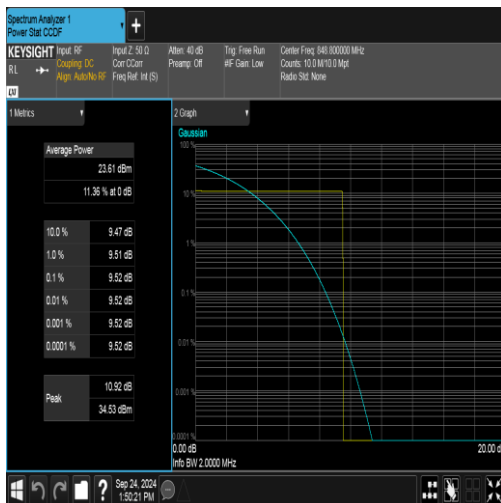 Spectrum Analyzer 1
Power Stat CCDF
KEYSIGHT
RL
Input: RF
Coupling: DC
Align: Auto/No RF
Input Z: 50 Ω
Corr CCorr
Freq Ref: Int (S)
Atten: 40 dB
Preamp: Off
Trig: Free Run
#IF Gain: Low
Center Freq: 848.800000 MHz
Counts: 10.0 M/10.0 Mpt
Radio Std: None
1 Metrics
Average Power
23.61 dBm
11.36 % at 0 dB
10.0 % 9.47 dB
1.0 % 9.51 dB
0.1 % 9.52 dB
0.01 % 9.52 dB
0.001 % 9.52 dB
0.0001 % 9.52 dB
Peak
10.92 dB
34.53 dBm
2 Graph
Gaussian
100 %
10 %
1 %
0.1 %
0.01 %
0.001 %
0.0001 %
0.00 dB
20.00
Info BW 2.0000 MHz
Sep 24, 2024
1:50:21 PM